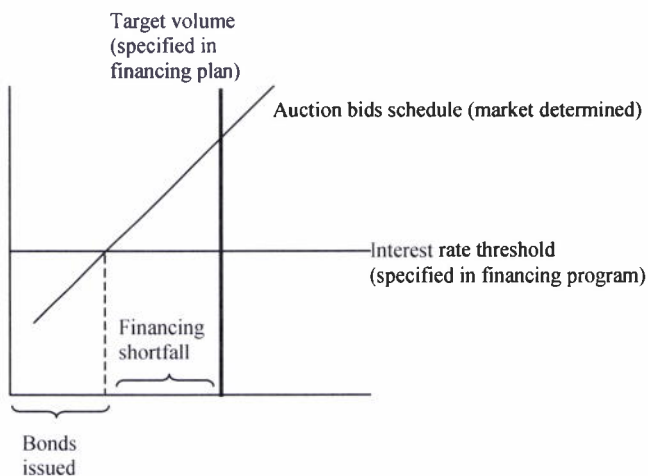 Target volume
(specified in
financing plan)
Auction bids schedule (market determined)
Interest rate threshold
(specified in financing program)
Financing
shortfall
Bonds
issued